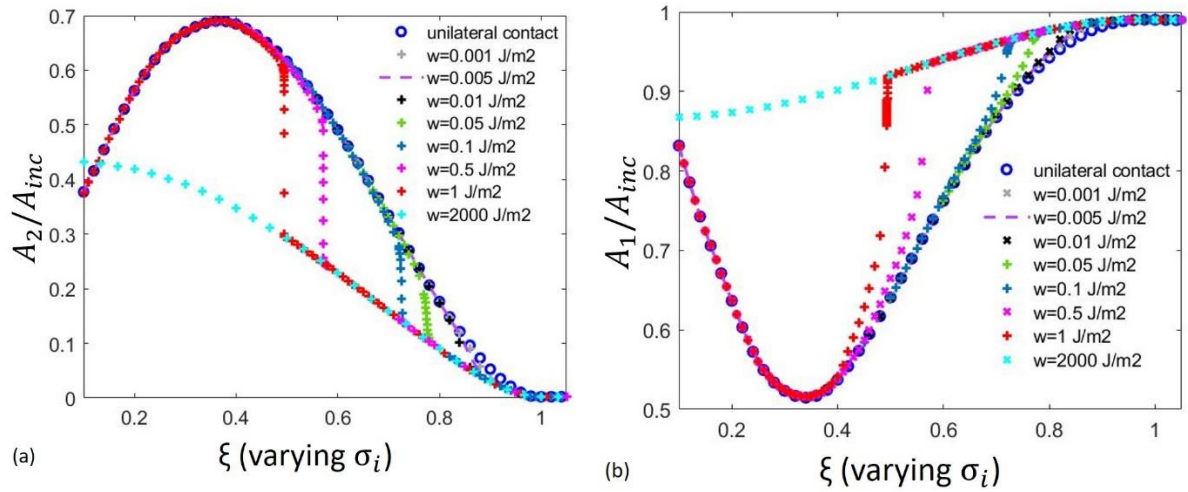 A₂/A_inc
0.7
0.6
0.5
0.4
0.3
0.2
0.1
0
unilateral contact
w=0.001 J/m2
w=0.005 J/m2
w=0.01 J/m2
w=0.05 J/m2
w=0.1 J/m2
w=0.5 J/m2
w=1 J/m2
w=2000 J/m2
0.2 0.4 0.6 0.8 1
(a)
ξ (varying σᵢ)
A₁/A_inc
1
0.9
0.8
0.7
0.6
0.5
unilateral contact
w=0.001 J/m2
w=0.005 J/m2
w=0.01 J/m2
w=0.05 J/m2
w=0.1 J/m2
w=0.5 J/m2
w=1 J/m2
w=2000 J/m2
0.2 0.4 0.6 0.8 1
(b)
ξ (varying σᵢ)